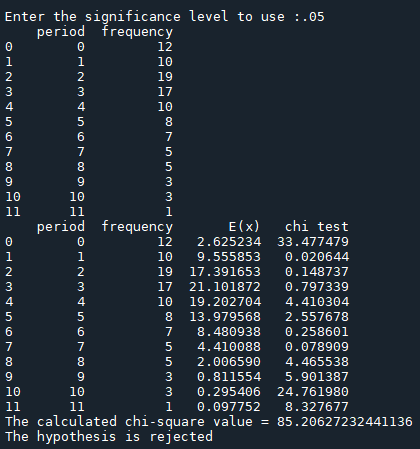 Enter the significance level to use :.05
period frequency
0 0 12
1 1 10
2 2 19
3 3 17
4 4 10
5 5 8
6 6 7
7 7 5
8 8 5
9 9 3
10 10 3
11 11 1
period frequency E(x) chi test
0 0 12 2.625234 33.477479
1 1 10 9.555853 0.020644
2 2 19 17.391653 0.148737
3 3 17 21.101872 0.797339
4 4 10 19.202704 4.410304
5 5 8 13.979568 2.557678
6 6 7 8.480938 0.258601
7 7 5 4.410088 0.078909
8 8 5 2.006590 4.465538
9 9 3 0.811554 5.901387
10 10 3 0.295406 24.761980
11 11 1 0.097752 8.327677
The calculated chi-square value = 85.20627232441136
The hypothesis is rejected